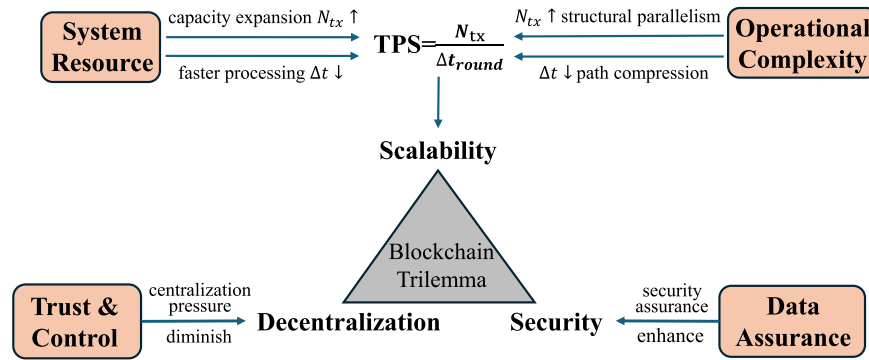 System
Resource
capacity expansion N_tx ↑
faster processing Δt ↓
TPS= N_tx / Δt_round
N_tx ↑ structural parallelism
Δt ↓ path compression
Operational
Complexity
Scalability
Blockchain
Trilemma
Trust &
Control
centralization
pressure
diminish
Decentralization
Security
security
assurance
enhance
Data
Assurance